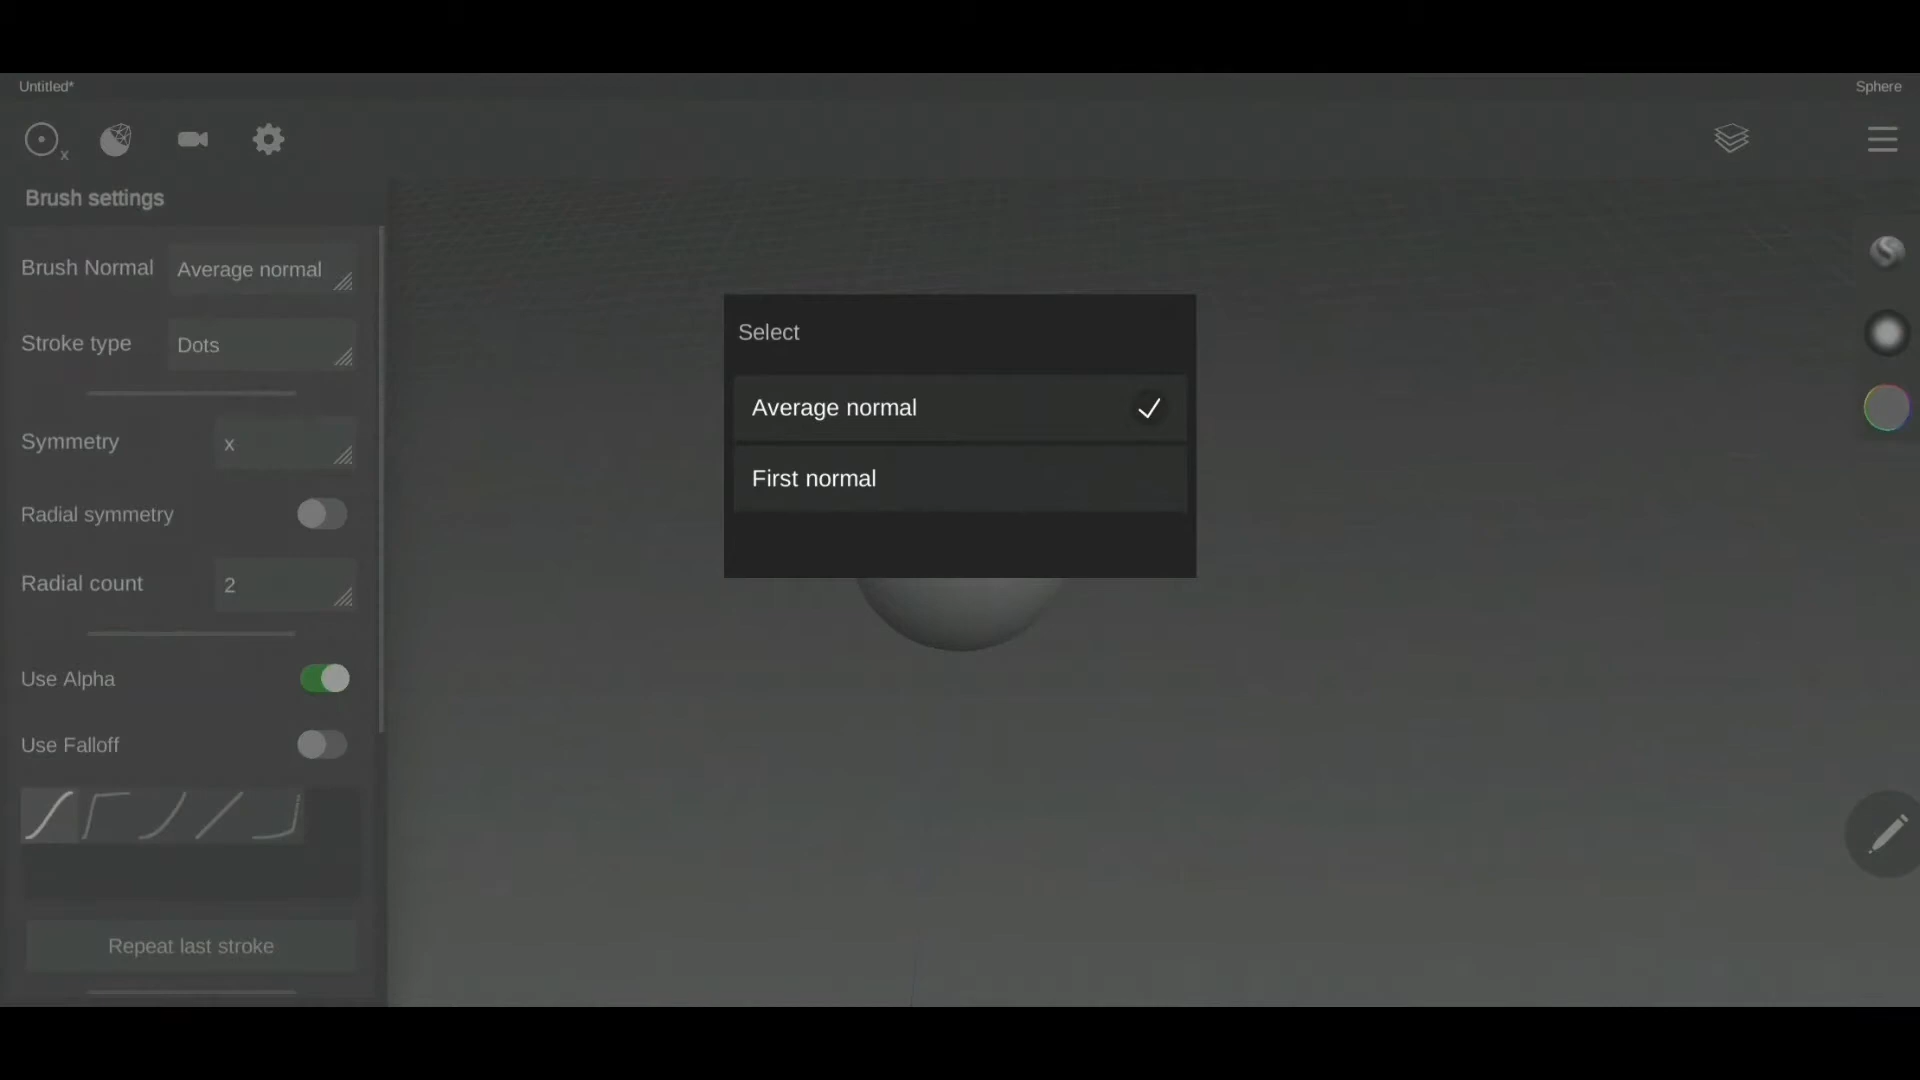 Untitled*
Sphere
x
Brush settings
Brush Normal
Average normal
Stroke type
Dots
Symmetry
x
Radial symmetry
Radial count
2
Use Alpha
Use Falloff
Repeat last stroke
Select
Average normal
First normal